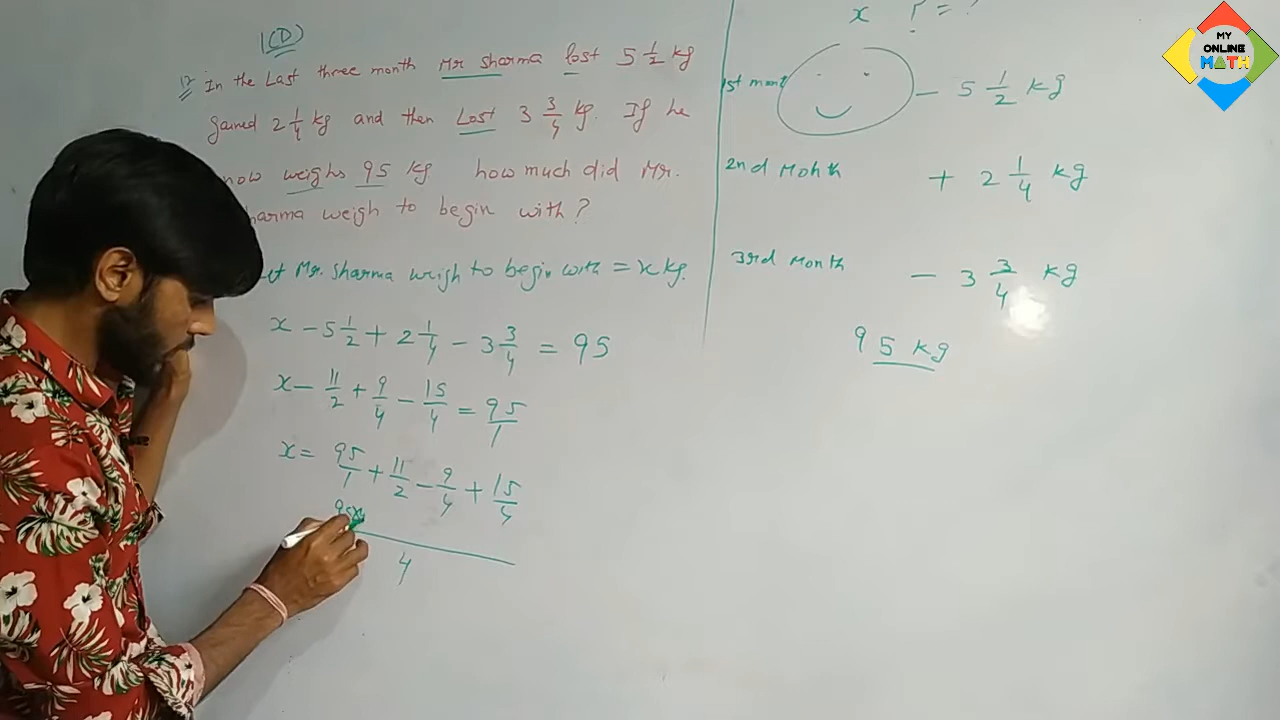 1(D)
12 In the Last three month Mr Sharma lost 5 1/2 kg
gained 2 1/4 kg and then Lost 3 3/4 kg. If he
now weighs 95 kg how much did Mr.
harma weigh to begin with?
et Mr. Sharma weigh to begin with = x kg.
x - 5 1/2 + 2 1/4 - 3 3/4 = 95
x - 11/2 + 9/4 - 15/4 = 95/1
x = 95/1 + 11/2 - 9/4 + 15/4
95x4
4
x ? = ?
1st mont - 5 1/2 kg
2nd Month + 2 1/4 kg
3rd Month - 3 3/4 kg
95 kg
MY
ONLINE
MATH